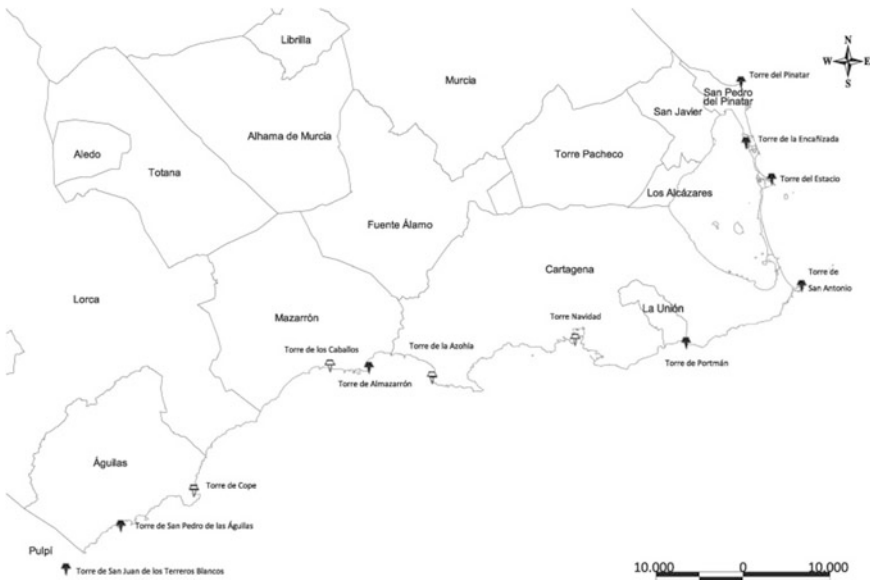 Librilla
Murcia
N
W E
S
Torre del Pinatar
San Pedro
del Pinatar
San Javier
Alhama de Murcia
Torre de la Encañizada
Aledo
Torre Pacheco
Totana
Torre del Estacio
Los Alcázares
Fuente Álamo
Cartagena
Torre de
San Antonio
Lorca
La Unión
Mazarrón
Torre Navidad
Torre de los Caballos
Torre de la Azohía
Torre de Portmán
Torre de Almazarrón
Águilas
Torre de Cope
Torre de San Pedro de las Águilas
Pulpí
Torre de San Juan de los Terreros Blancos
10.000 0 10,000